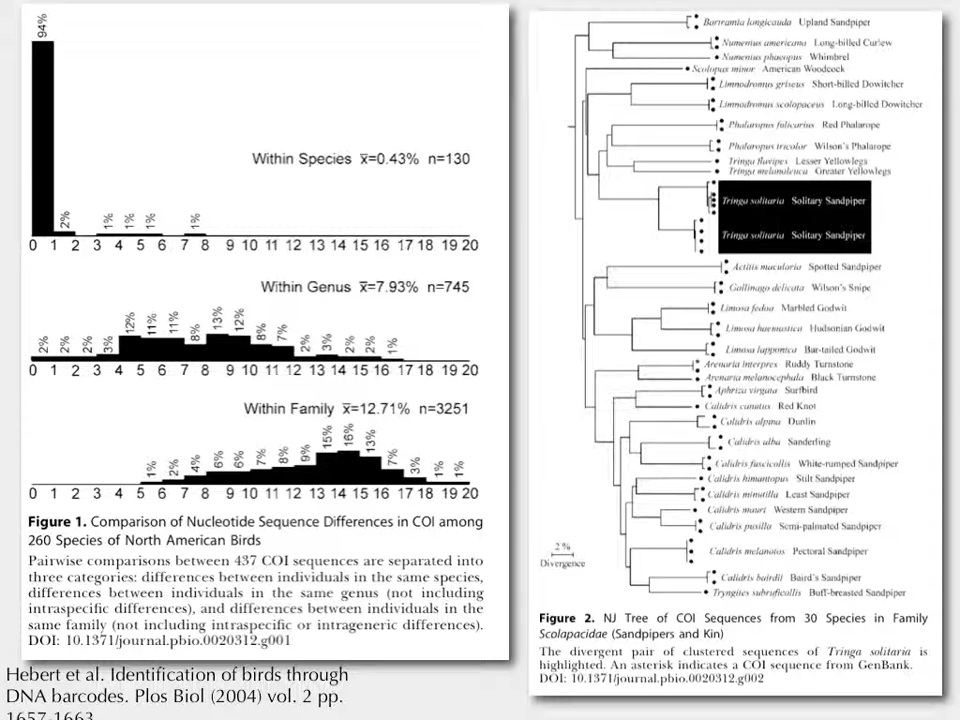 94%
Within Species x̄=0.43% n=130
2% 1% 1% 1% 1%
0 1 2 3 4 5 6 7 8 9 10 11 12 13 14 15 16 17 18 19 20
Within Genus x̄=7.93% n=745
2% 2% 2% 3% 12% 11% 11% 8% 13% 12% 8% 7% 2% 3% 2% 2% 1%
0 1 2 3 4 5 6 7 8 9 10 11 12 13 14 15 16 17 18 19 20
Within Family x̄=12.71% n=3251
1% 2% 4% 6% 6% 7% 8% 9% 15% 16% 13% 7% 3% 1% 1%
0 1 2 3 4 5 6 7 8 9 10 11 12 13 14 15 16 17 18 19 20
Figure 1. Comparison of Nucleotide Sequence Differences in COI among
260 Species of North American Birds
Pairwise comparisons between 437 COI sequences are separated into
three categories: differences between individuals in the same species,
differences between individuals in the same genus (not including
intraspecific differences), and differences between individuals in the
same family (not including intraspecific or intrageneric differences).
DOI: 10.1371/journal.pbio.0020312.g001
Hebert et al. Identification of birds through
DNA barcodes. Plos Biol (2004) vol. 2 pp.
1657-1663
Bartramia longicauda Upland Sandpiper
Numenius americana Long-billed Curlew
Numenius phaeopus Whimbrel
Scolopax minor American Woodcock
Limnodromus griseus Short-billed Dowitcher
Limnodromus scolopaceus Long-billed Dowitcher
Phalaropus fulicarius Red Phalarope
Phalaropus tricolor Wilson's Phalarope
Tringa flavipes Lesser Yellowlegs
Tringa melanoleuca Greater Yellowlegs
Tringa solitaria Solitary Sandpiper
Tringa solitaria Solitary Sandpiper
Actitis macularia Spotted Sandpiper
Gallinago delicata Wilson's Snipe
Limosa fedoa Marbled Godwit
Limosa haemastica Hudsonian Godwit
Limosa lapponica Bar-tailed Godwit
Arenaria interpres Ruddy Turnstone
Arenaria melanocephala Black Turnstone
Aphriza virgata Surfbird
Calidris canutus Red Knot
Calidris alpina Dunlin
Calidris alba Sanderling
Calidris fuscicollis White-rumped Sandpiper
Calidris himantopus Stilt Sandpiper
Calidris minutilla Least Sandpiper
Calidris mauri Western Sandpiper
Calidris pusilla Semi-palmated Sandpiper
Calidris melanotos Pectoral Sandpiper
Calidris bairdii Baird's Sandpiper
Tryngites subruficollis Buff-breasted Sandpiper
2 %
Divergence
Figure 2. NJ Tree of COI Sequences from 30 Species in Family
Scolapacidae (Sandpipers and Kin)
The divergent pair of clustered sequences of Tringa solitaria is
highlighted. An asterisk indicates a COI sequence from GenBank.
DOI: 10.1371/journal.pbio.0020312.g002